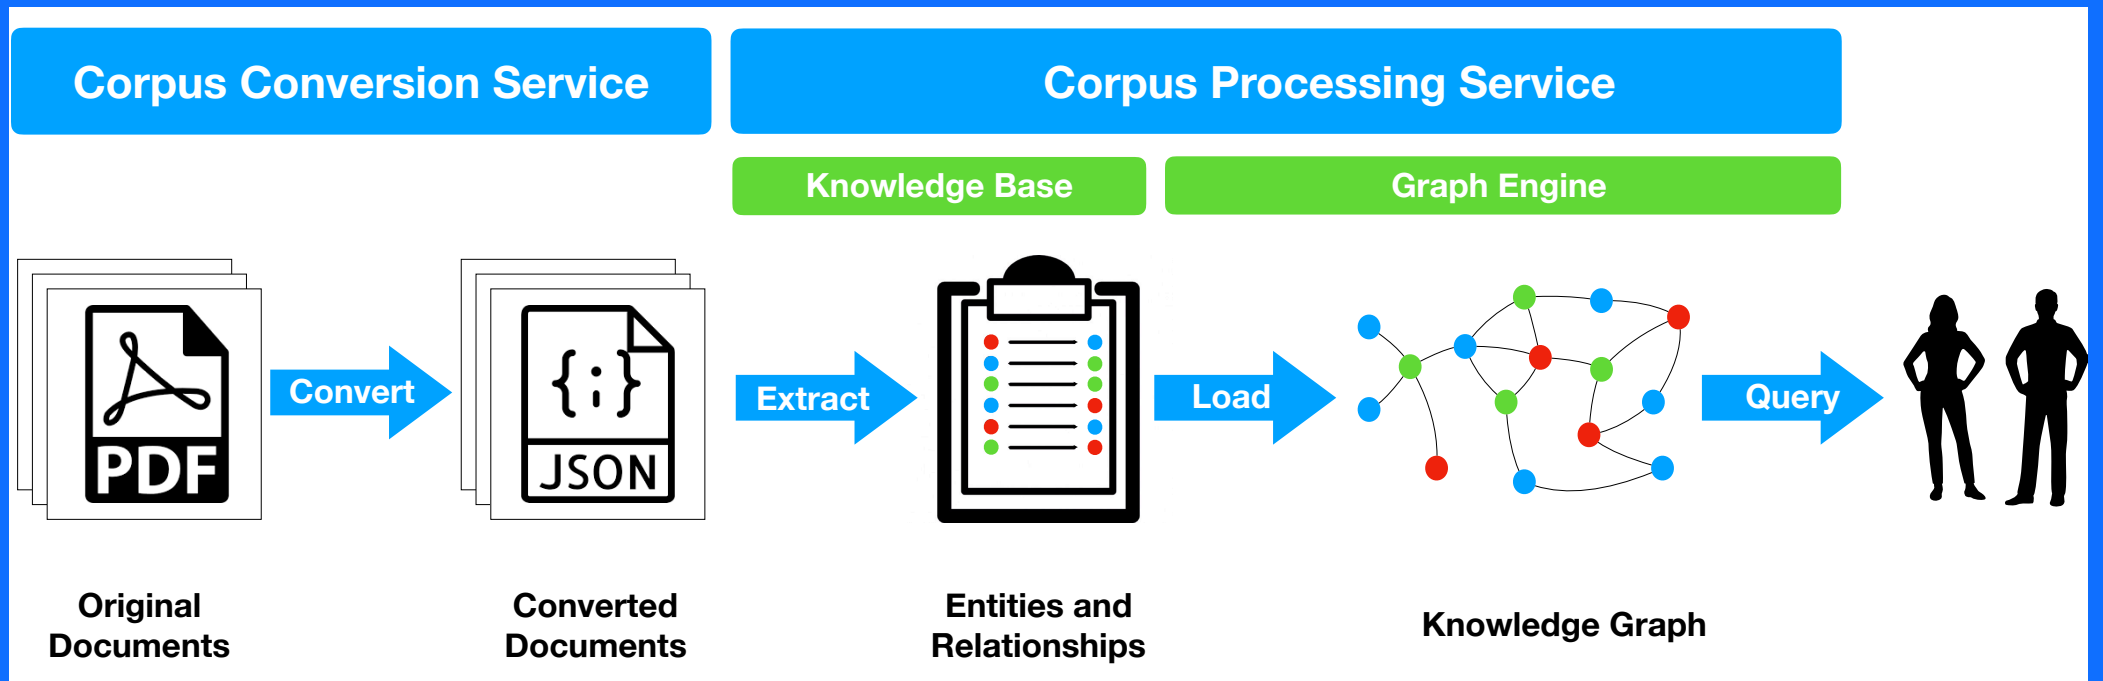 Corpus Conversion Service
Corpus Processing Service
Knowledge Base
Graph Engine
PDF
Convert
{;}
JSON
Extract
Load
Query
Original
Documents
Converted
Documents
Entities and
Relationships
Knowledge Graph